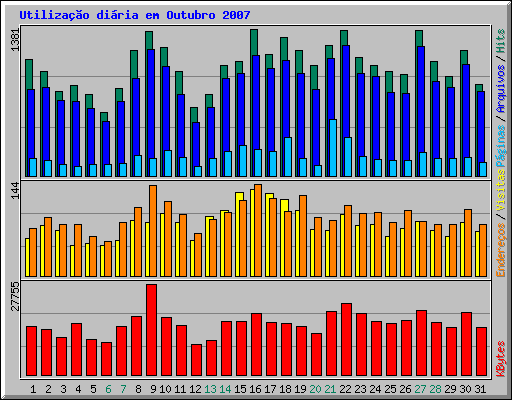 Utilização diária em Outubro 2007
1381
144
27755
Hits
/
Arquivos
/
Páginas
Visitas
/
Endereços
KBytes
1 2 3 4 5 6 7 8 9 10 11 12 13 14 15 16 17 18 19 20 21 22 23 24 25 26 27 28 29 30 31